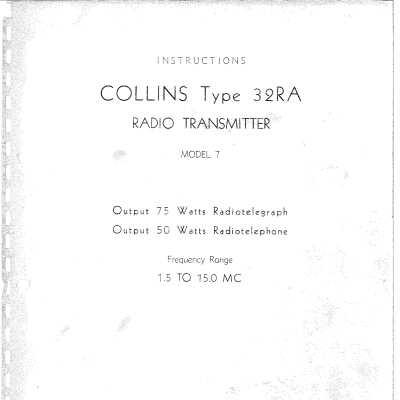 INSTRUCTIONS
COLLINS Type 32RA
RADIO TRANSMITTER
MODEL 7
Output 75 Watts Radiotelegraph
Output 50 Watts Radiotelephone
Frequency Range
1.5 TO 15.0 MC